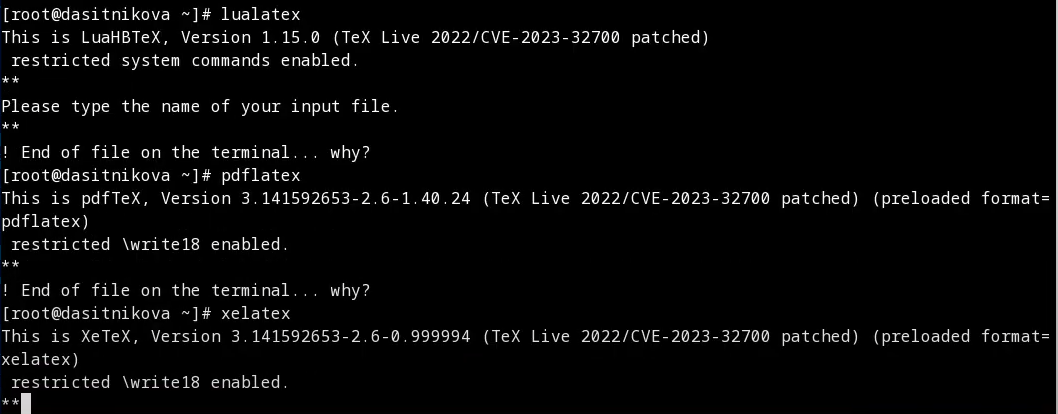 [root@dasitnikova ~]# lualatex
This is LuaHBTeX, Version 1.15.0 (TeX Live 2022/CVE-2023-32700 patched)
 restricted system commands enabled.
**
Please type the name of your input file.
**
! End of file on the terminal... why?
[root@dasitnikova ~]# pdflatex
This is pdfTeX, Version 3.141592653-2.6-1.40.24 (TeX Live 2022/CVE-2023-32700 patched) (preloaded format=
pdflatex)
 restricted \write18 enabled.
**
! End of file on the terminal... why?
[root@dasitnikova ~]# xelatex
This is XeTeX, Version 3.141592653-2.6-0.999994 (TeX Live 2022/CVE-2023-32700 patched) (preloaded format=
xelatex)
 restricted \write18 enabled.
**